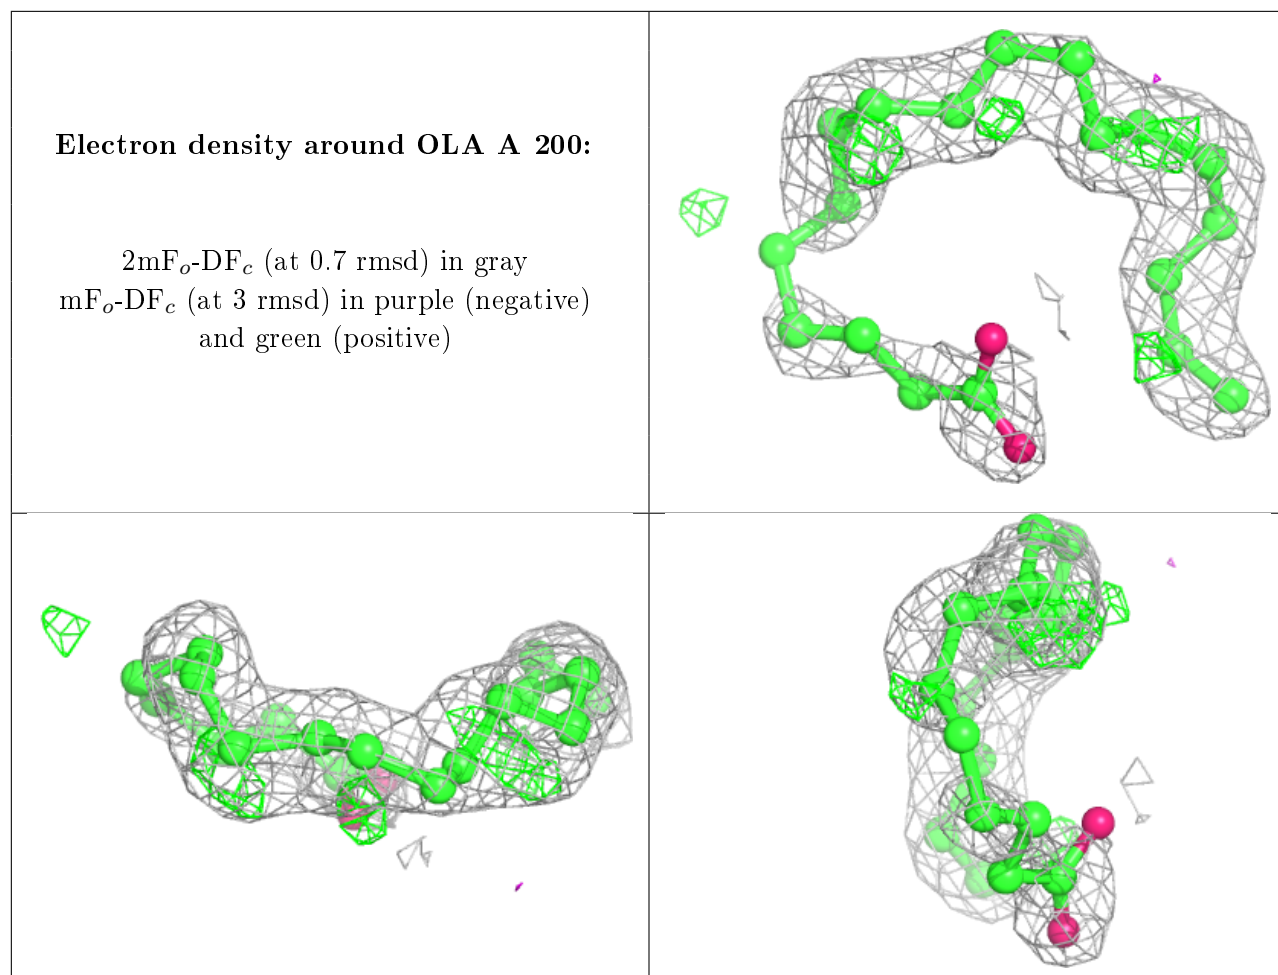 Electron density around OLA A 200:
2mFo-DFc (at 0.7 rmsd) in gray
mFo-DFc (at 3 rmsd) in purple (negative)
and green (positive)